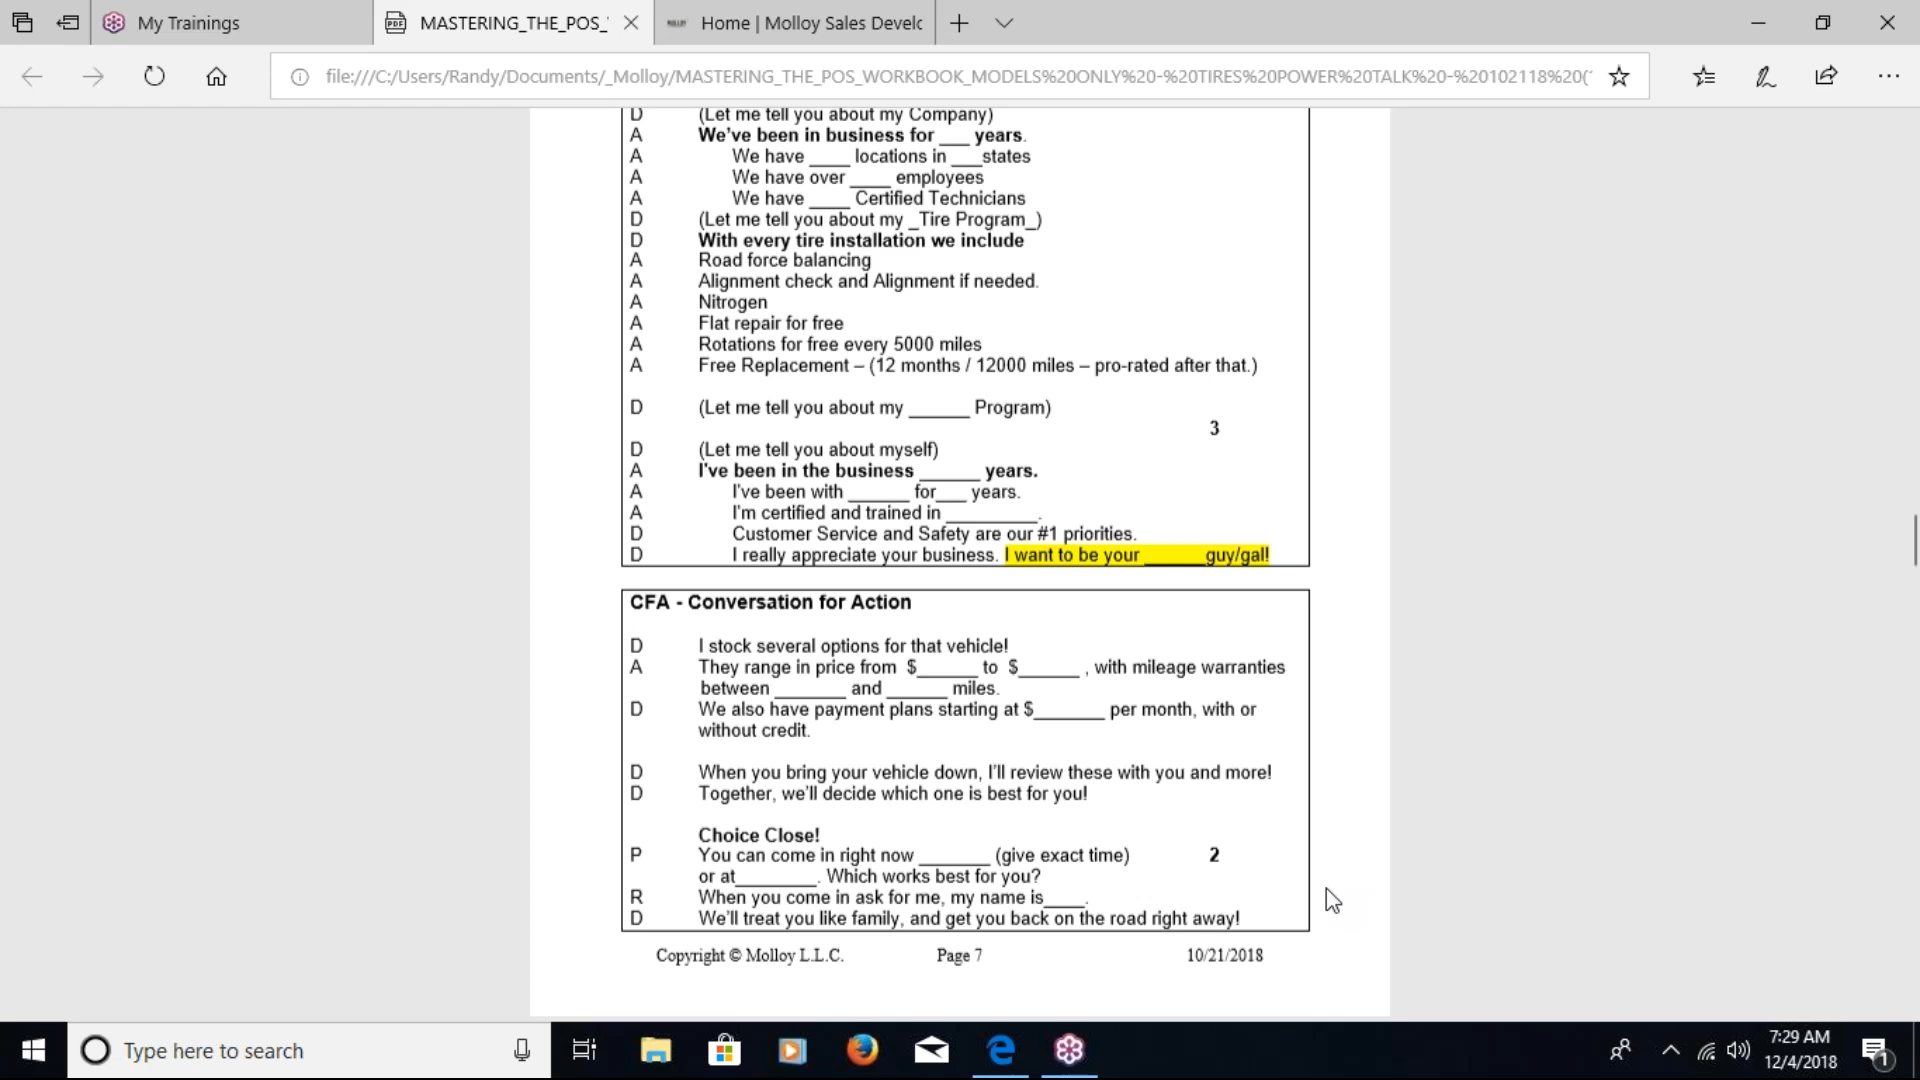 My Trainings
MASTERING_THE_POS_
Home | Molloy Sales Develc
file:///C:/Users/Randy/Documents/_Molloy/MASTERING_THE_POS_WORKBOOK_MODELS%20ONLY%20-%20TIRES%20POWER%20TALK%20-%20102118%20(
D (Let me tell you about my Company)
A We've been in business for ___ years.
A We have ____ locations in ___states
A We have over ____ employees
A We have ____ Certified Technicians
D (Let me tell you about my _Tire Program_)
D With every tire installation we include
A Road force balancing
A Alignment check and Alignment if needed.
A Nitrogen
A Flat repair for free
A Rotations for free every 5000 miles
A Free Replacement – (12 months / 12000 miles – pro-rated after that.)
D (Let me tell you about my ______ Program)
3
D (Let me tell you about myself)
A I've been in the business ______ years.
A I've been with ______ for___ years.
A I'm certified and trained in _________.
D Customer Service and Safety are our #1 priorities.
D I really appreciate your business. I want to be your ______guy/gal!
CFA - Conversation for Action
D I stock several options for that vehicle!
A They range in price from $______ to $______ , with mileage warranties
between _______ and ______ miles.
D We also have payment plans starting at $_______ per month, with or
without credit.
D When you bring your vehicle down, I'll review these with you and more!
D Together, we'll decide which one is best for you!
Choice Close!
P You can come in right now _______ (give exact time) 2
or at________. Which works best for you?
R When you come in ask for me, my name is____.
D We'll treat you like family, and get you back on the road right away!
Copyright © Molloy L.L.C. Page 7 10/21/2018
Type here to search
7:29 AM
12/4/2018
1